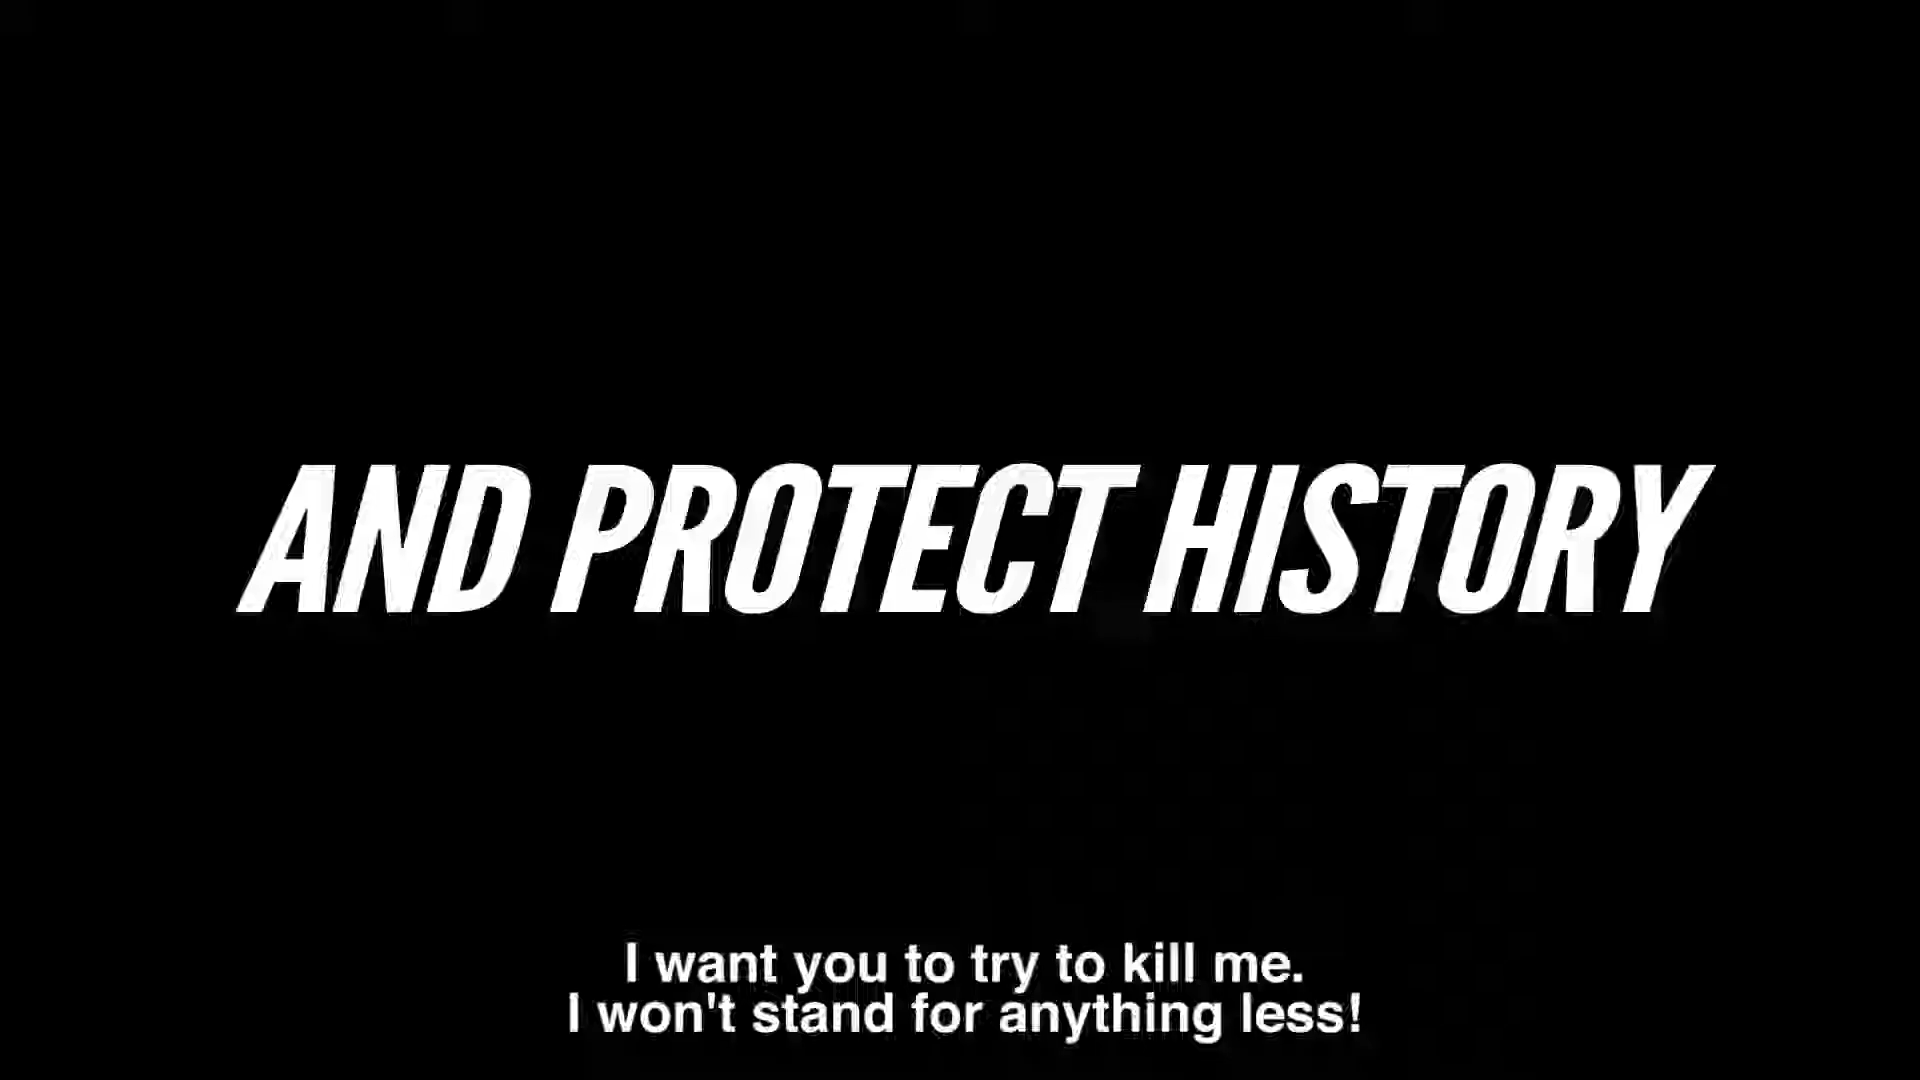 AND PROTECT HISTORY
I want you to try to kill me.
I won't stand for anything less!